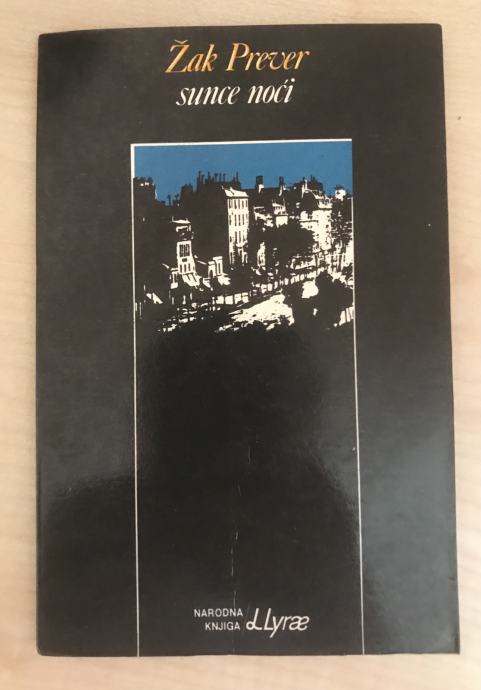 Žak Prever
sunce noći
NARODNA
KNJIGA
Lyræ